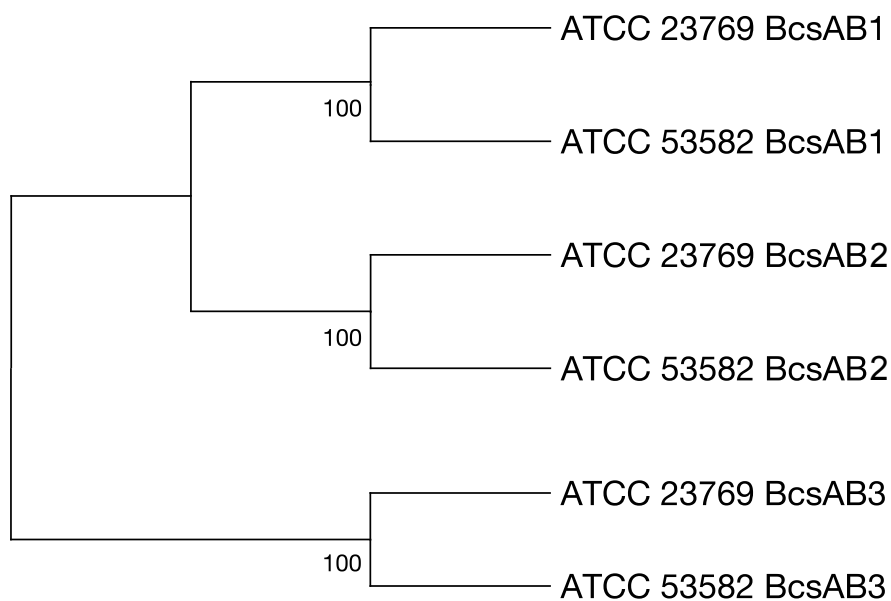 ATCC 23769 BcsAB1
100
ATCC 53582 BcsAB1
ATCC 23769 BcsAB2
100
ATCC 53582 BcsAB2
ATCC 23769 BcsAB3
100
ATCC 53582 BcsAB3